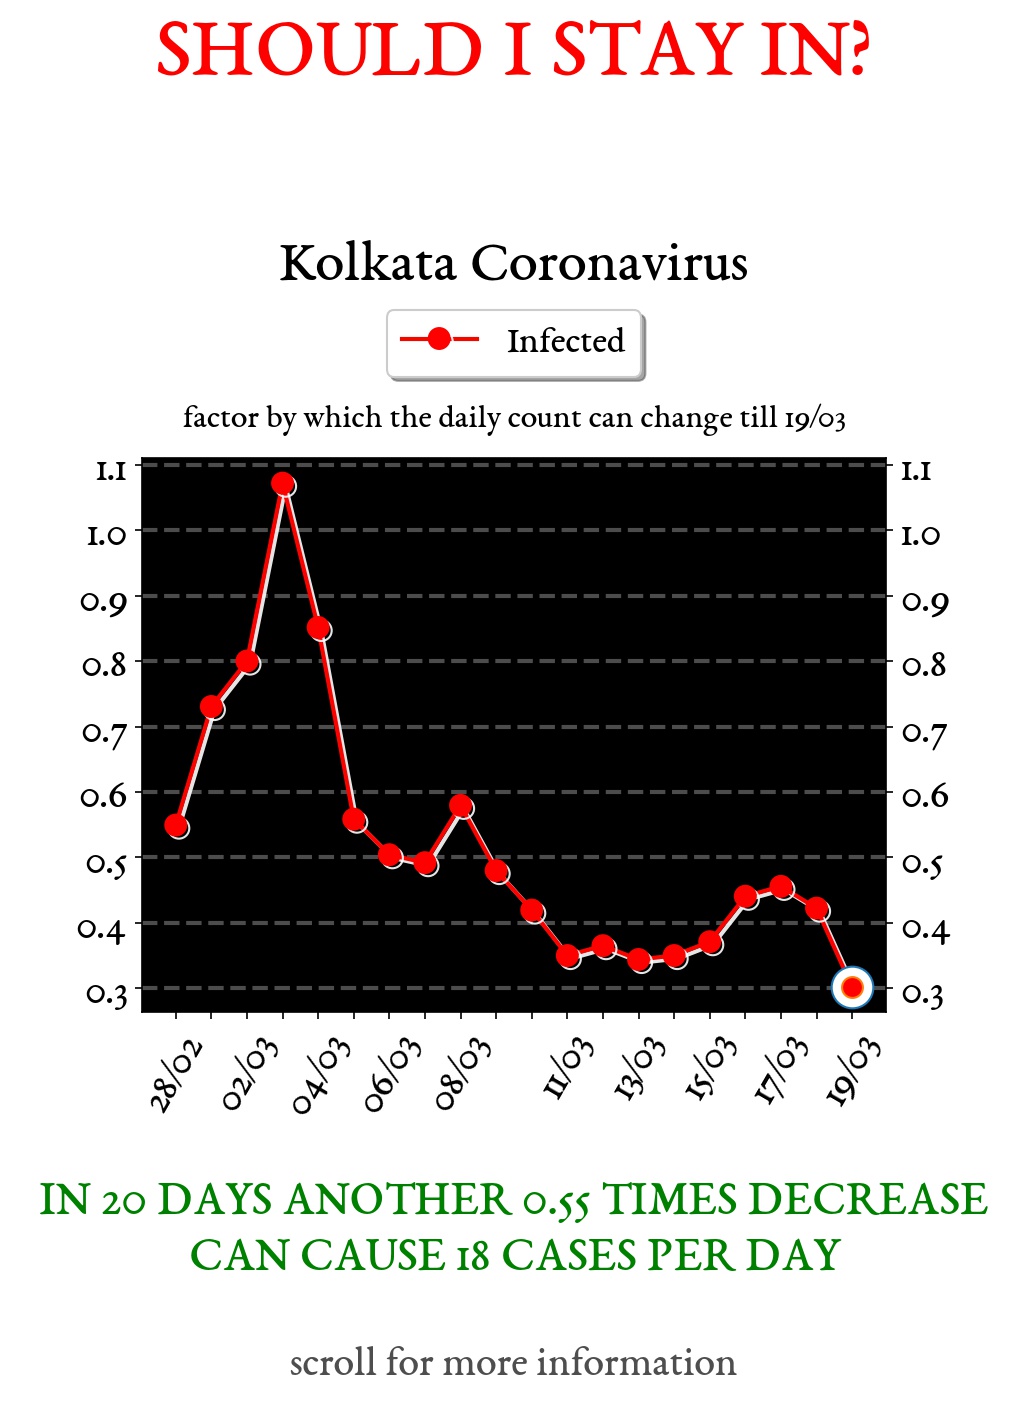 SHOULD I STAY IN?
Kolkata Coronavirus
Infected
factor by which the daily count can change till 19/03
1.1 1.1
1.0 1.0
0.9 0.9
0.8 0.8
0.7 0.7
0.6 0.6
0.5 0.5
0.4 0.4
0.3 0.3
28/02 02/03 04/03 06/03 08/03 11/03 13/03 15/03 17/03 19/03
IN 20 DAYS ANOTHER 0.55 TIMES DECREASE
CAN CAUSE 18 CASES PER DAY
scroll for more information